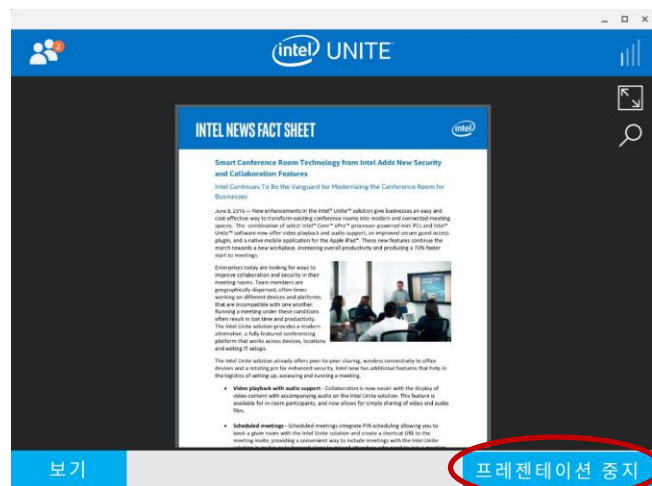 2
intel UNITE
INTEL NEWS FACT SHEET
intel
Smart Conference Room Technology from Intel Adds New Security
and Collaboration Features
Intel Continues To Be the Vanguard for Modernizing the Conference Room for
Businesses
June 8, 2016 — New enhancements in the Intel® Unite™ solution give businesses an easy and
cost effective way to transform existing conference rooms into modern and connected meeting
spaces. The combination of select Intel® Core™ vPro™ processor-powered mini PCs and Intel®
Unite™ software now offer video playback and audio support, an improved secure guest access
plugin, and a native mobile application for the Apple iPad®. These new features continue the
march towards a new workplace, increasing overall productivity and producing a 70% faster
start to meetings.
Enterprises today are looking for ways to
improve collaboration and security in their
meeting rooms. Team members are
geographically dispersed, often times
working on different devices and platforms
that are incompatible with one another.
Running a meeting under these conditions
often result in lost time and productivity.
The Intel Unite solution provides a modern
alternative, a fully featured conferencing
platform that works across devices, locations
and exiting IT setups.
The Intel Unite solution already offers peer-to-peer sharing, wireless connectivity to office
devices and a rotating pin for enhanced security. Intel now has additional features that help in
the logistics of setting up, accessing and running a meeting.
• Video playback with audio support - Collaboration is now easier with the display of
video content with accompanying audio on the Intel Unite solution. This feature is
available for in-room participants, and now allows for simple sharing of video and audio
files.
• Scheduled meetings - Scheduled meetings integrate PIN scheduling allowing you to
book a given room with the Intel Unite solution and create a shortcut URL to the
meeting invite, providing a convenient way to include meetings with the Intel Unite
보기
프레젠테이션 중지